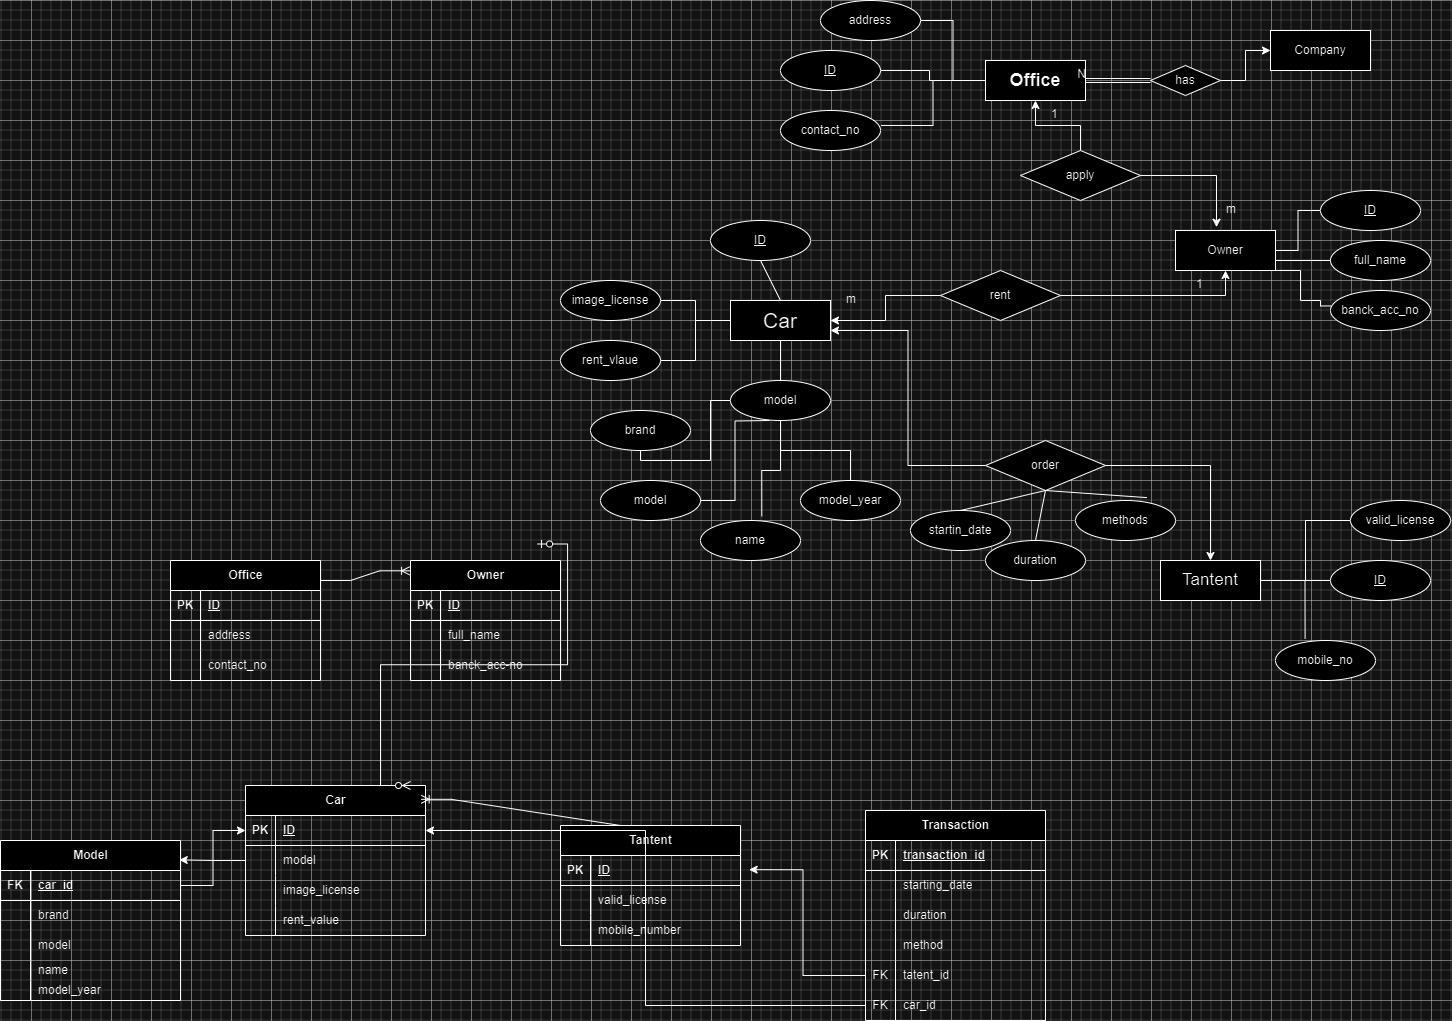 address
ID
contact_no
Office
N
has
Company
1
apply
m
ID
Owner
full_name
1
banck_acc_no
rent
m
ID
image_license
Car
rent_vlaue
model
brand
model
name
model_year
order
startin_date
duration
methods
Tantent
valid_license
ID
mobile_no
Office
PK ID
address
contact_no
Owner
PK ID
full_name
banck_acc-no
Car
PK ID
model
image_license
rent_value
Model
FK car_id
brand
model
name
model_year
Tantent
PK ID
valid_license
mobile_number
Transaction
PK transaction_id
starting_date
duration
method
FK tatent_id
FK car_id